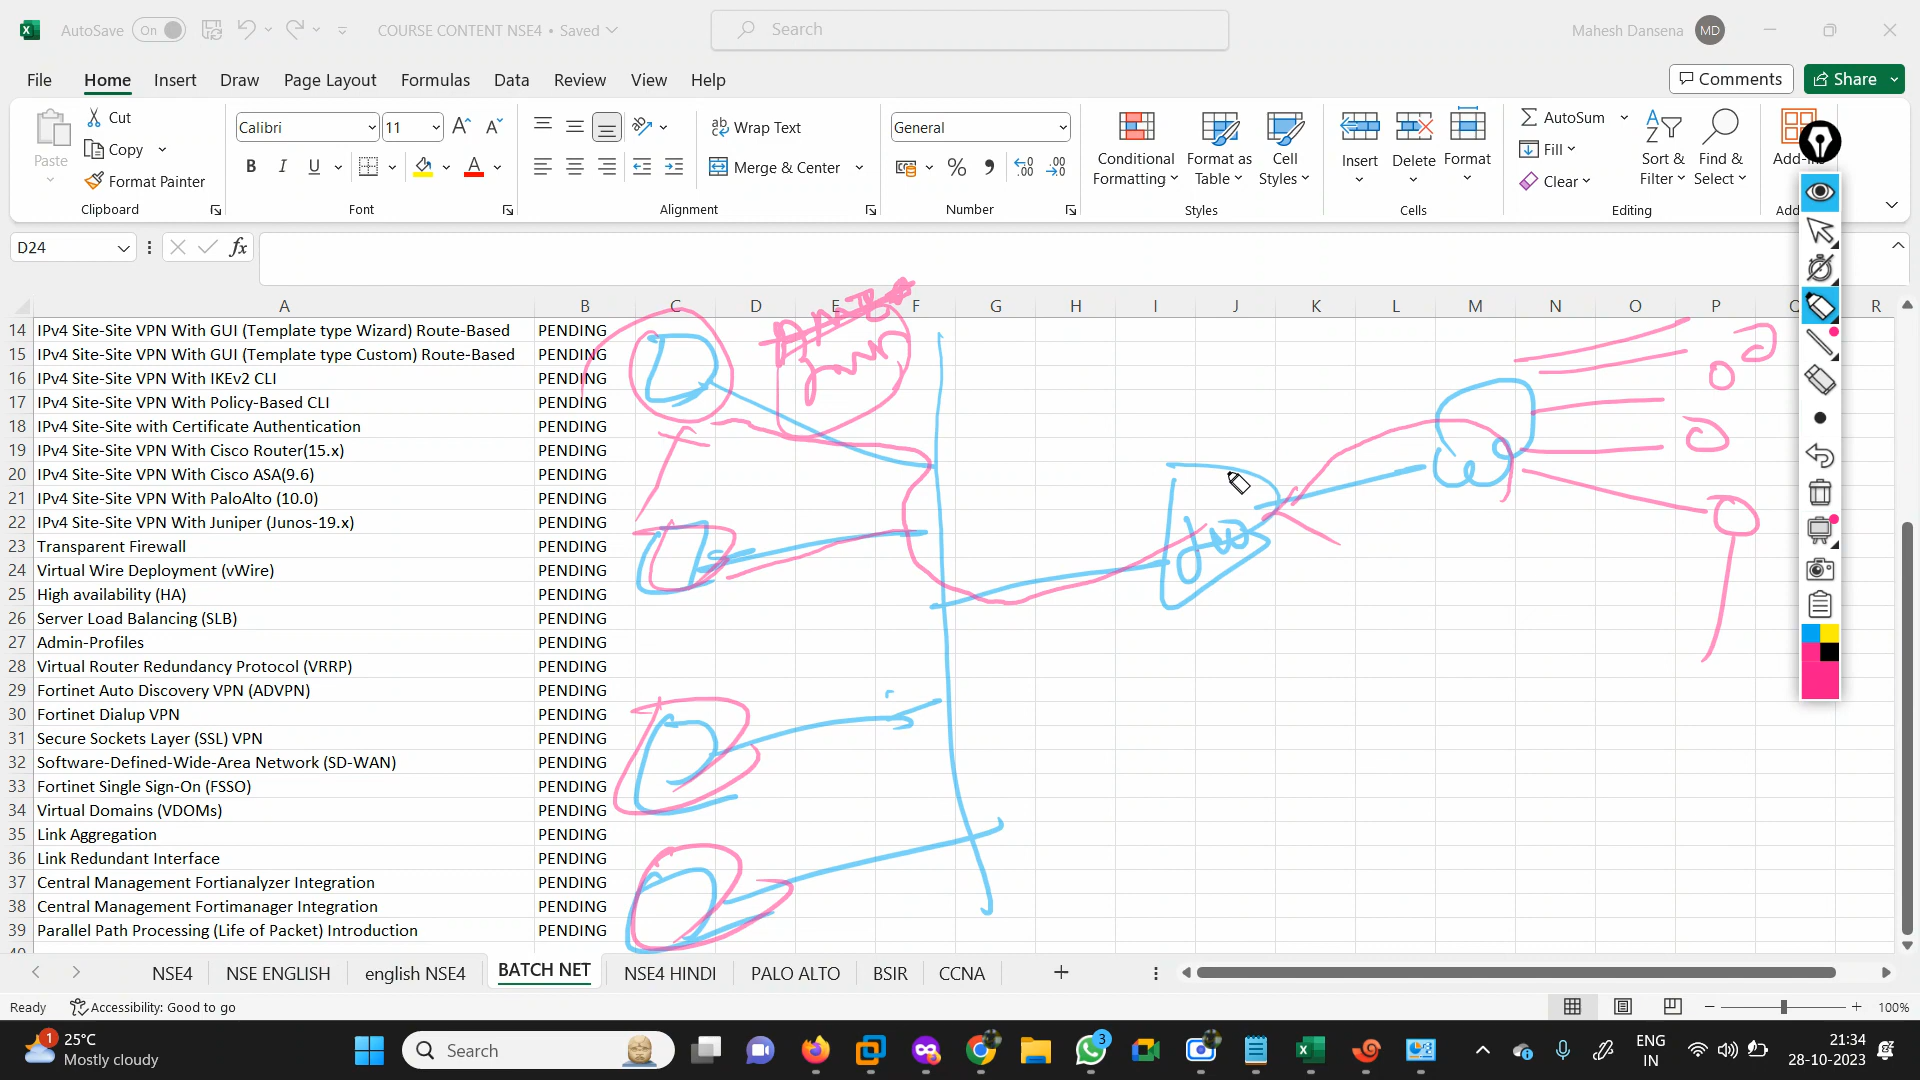 AutoSave On COURSE CONTENT NSE4 • Saved Search Mahesh Dansena MD
File Home Insert Draw Page Layout Formulas Data Review View Help Comments Share
Paste Cut Copy Format Painter Clipboard
Calibri 11 B I U A Font
ab Wrap Text Merge & Center Alignment
General % Number
Conditional Formatting Format as Table Cell Styles Styles
Insert Delete Format Cells
AutoSum Fill Clear Sort & Filter Find & Select Editing
D24 fx
A B C D E F G H I J K L M N O P R
14 IPv4 Site-Site VPN With GUI (Template type Wizard) Route-Based PENDING
15 IPv4 Site-Site VPN With GUI (Template type Custom) Route-Based PENDING
16 IPv4 Site-Site VPN With IKEv2 CLI PENDING
17 IPv4 Site-Site VPN With Policy-Based CLI PENDING
18 IPv4 Site-Site with Certificate Authentication PENDING
19 IPv4 Site-Site VPN With Cisco Router(15.x) PENDING
20 IPv4 Site-Site VPN With Cisco ASA(9.6) PENDING
21 IPv4 Site-Site VPN With PaloAlto (10.0) PENDING
22 IPv4 Site-Site VPN With Juniper (Junos-19.x) PENDING
23 Transparent Firewall PENDING
24 Virtual Wire Deployment (vWire) PENDING
25 High availability (HA) PENDING
26 Server Load Balancing (SLB) PENDING
27 Admin-Profiles PENDING
28 Virtual Router Redundancy Protocol (VRRP) PENDING
29 Fortinet Auto Discovery VPN (ADVPN) PENDING
30 Fortinet Dialup VPN PENDING
31 Secure Sockets Layer (SSL) VPN PENDING
32 Software-Defined-Wide-Area Network (SD-WAN) PENDING
33 Fortinet Single Sign-On (FSSO) PENDING
34 Virtual Domains (VDOMs) PENDING
35 Link Aggregation PENDING
36 Link Redundant Interface PENDING
37 Central Management Fortianalyzer Integration PENDING
38 Central Management Fortimanager Integration PENDING
39 Parallel Path Processing (Life of Packet) Introduction PENDING
NSE4 NSE ENGLISH english NSE4 BATCH NET NSE4 HINDI PALO ALTO BSIR CCNA
Ready Accessibility: Good to go 100%
1 25°C
Mostly cloudy
Search
3
ENG
IN
21:34
28-10-2023